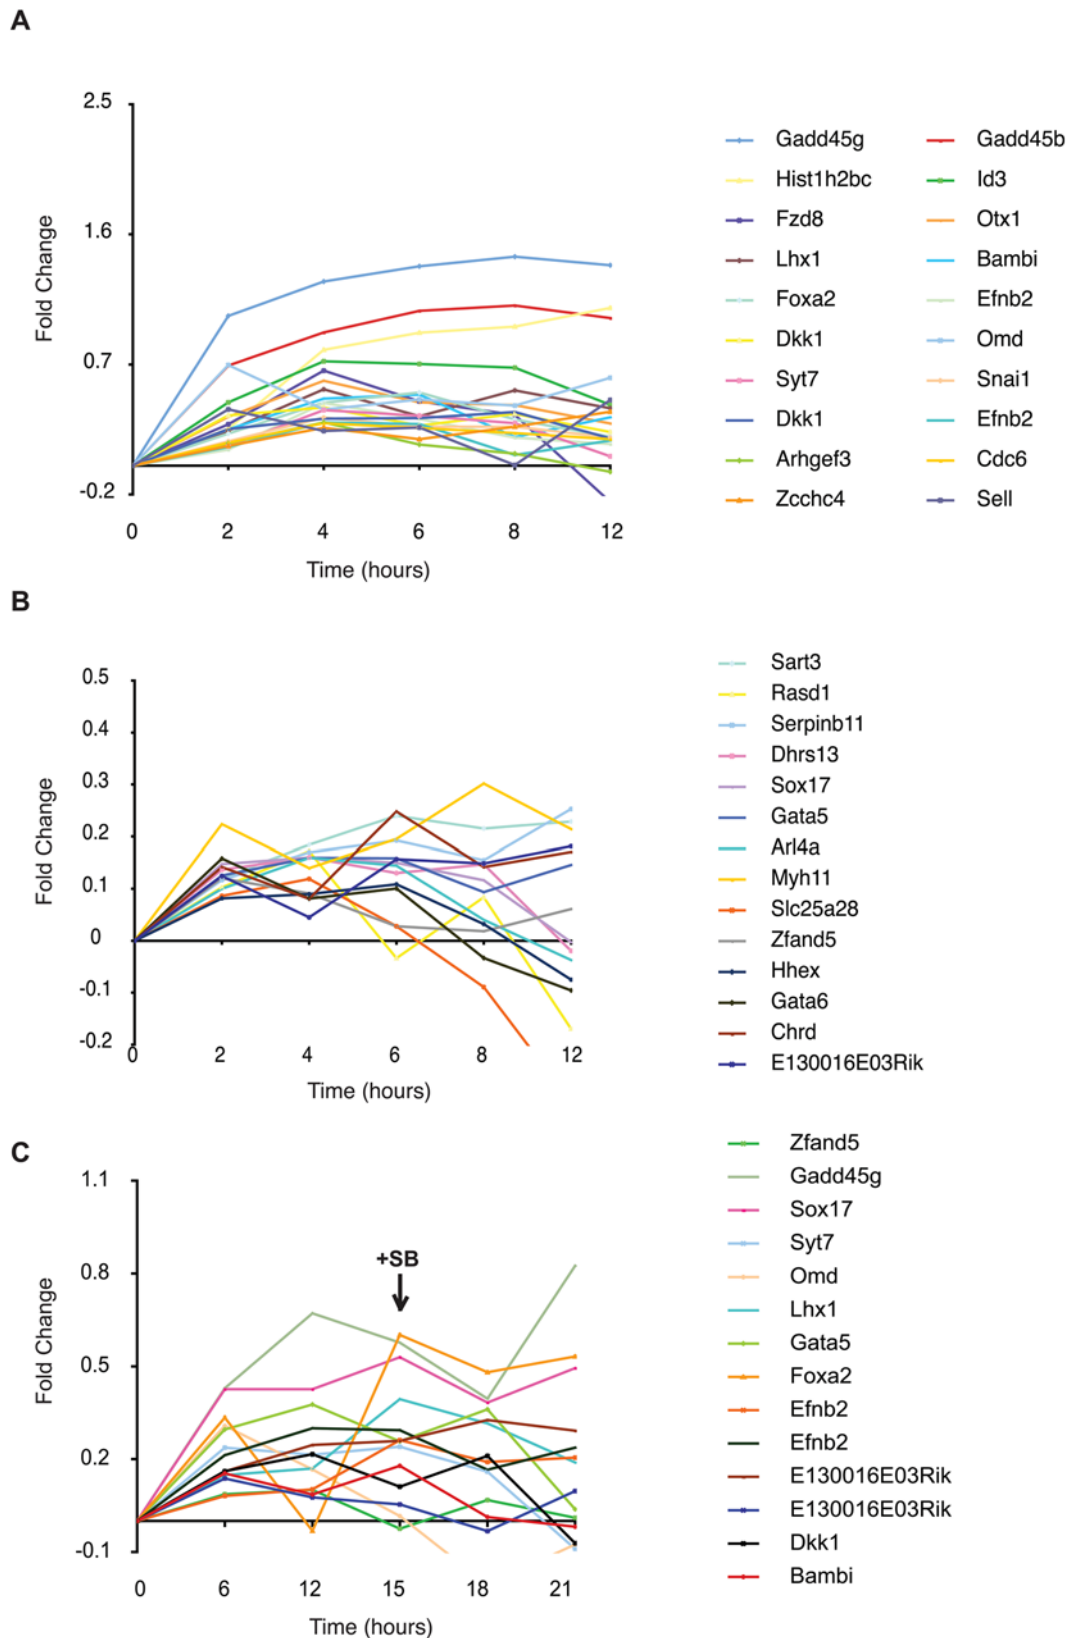 A
2.5
1.6
0.7
-0.2
Fold Change
0 2 4 6 8 12
Time (hours)
Gadd45g Gadd45b
Hist1h2bc Id3
Fzd8 Otx1
Lhx1 Bambi
Foxa2 Efnb2
Dkk1 Omd
Syt7 Snai1
Dkk1 Efnb2
Arhgef3 Cdc6
Zcchc4 Sell
B
0.5
0.4
0.3
0.2
0.1
0
-0.1
-0.2
Fold Change
0 2 4 6 8 12
Time (hours)
Sart3
Rasd1
Serpinb11
Dhrs13
Sox17
Gata5
Arl4a
Myh11
Slc25a28
Zfand5
Hhex
Gata6
Chrd
E130016E03Rik
C
1.1
0.8
0.5
0.2
-0.1
Fold Change
+SB
0 6 12 15 18 21
Time (hours)
Zfand5
Gadd45g
Sox17
Syt7
Omd
Lhx1
Gata5
Foxa2
Efnb2
Efnb2
E130016E03Rik
E130016E03Rik
Dkk1
Bambi